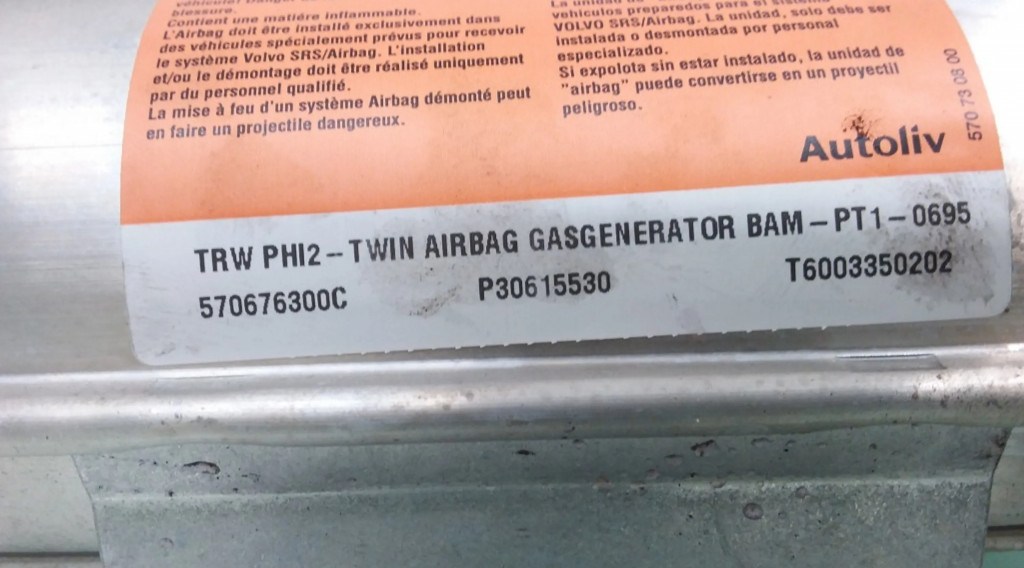 blessure.
Contient une matière inflammable.
L'Airbag doit être installé exclusivement dans
des véhicules spécialement prévus pour recevoir
le système Volvo SRS/Airbag. L'installation
et/ou le démontage doit être réalisé uniquement
par du personnel qualifié.
La mise à feu d'un système Airbag démonté peut
en faire un projectile dangereux.
vehiculos preparados para el sistema
VOLVO SRS/Airbag. La unidad, solo debe ser
instalada o desmontada por personal
especializado.
Si expolota sin estar instalado, la unidad de
"airbag" puede convertirse en un proyectil
peligroso.
570 73 08 00
Autoliv
TRW PHI2-TWIN AIRBAG GASGENERATOR BAM-PT1-0695
570676300C P30615530 T6003350202